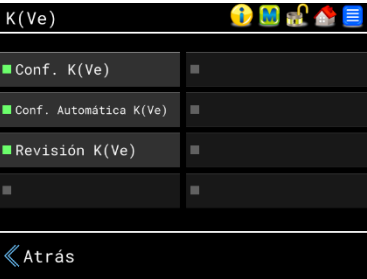 K(Ve)
Conf. K(Ve)
Conf. Automática K(Ve)
Revisión K(Ve)
Atrás